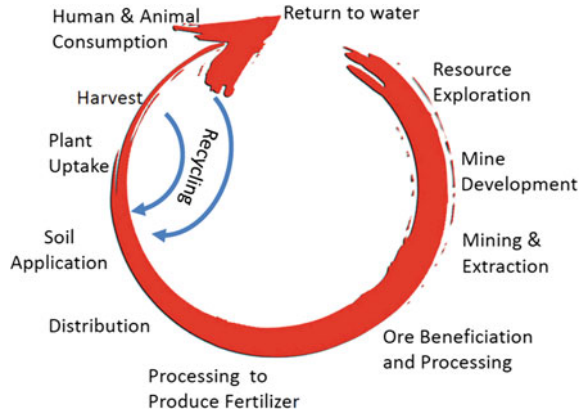 Return to water
Resource
Exploration
Mine
Development
Mining &
Extraction
Ore Beneficiation
and Processing
Processing to
Produce Fertilizer
Distribution
Soil
Application
Plant
Uptake
Harvest
Human & Animal
Consumption
Recycling